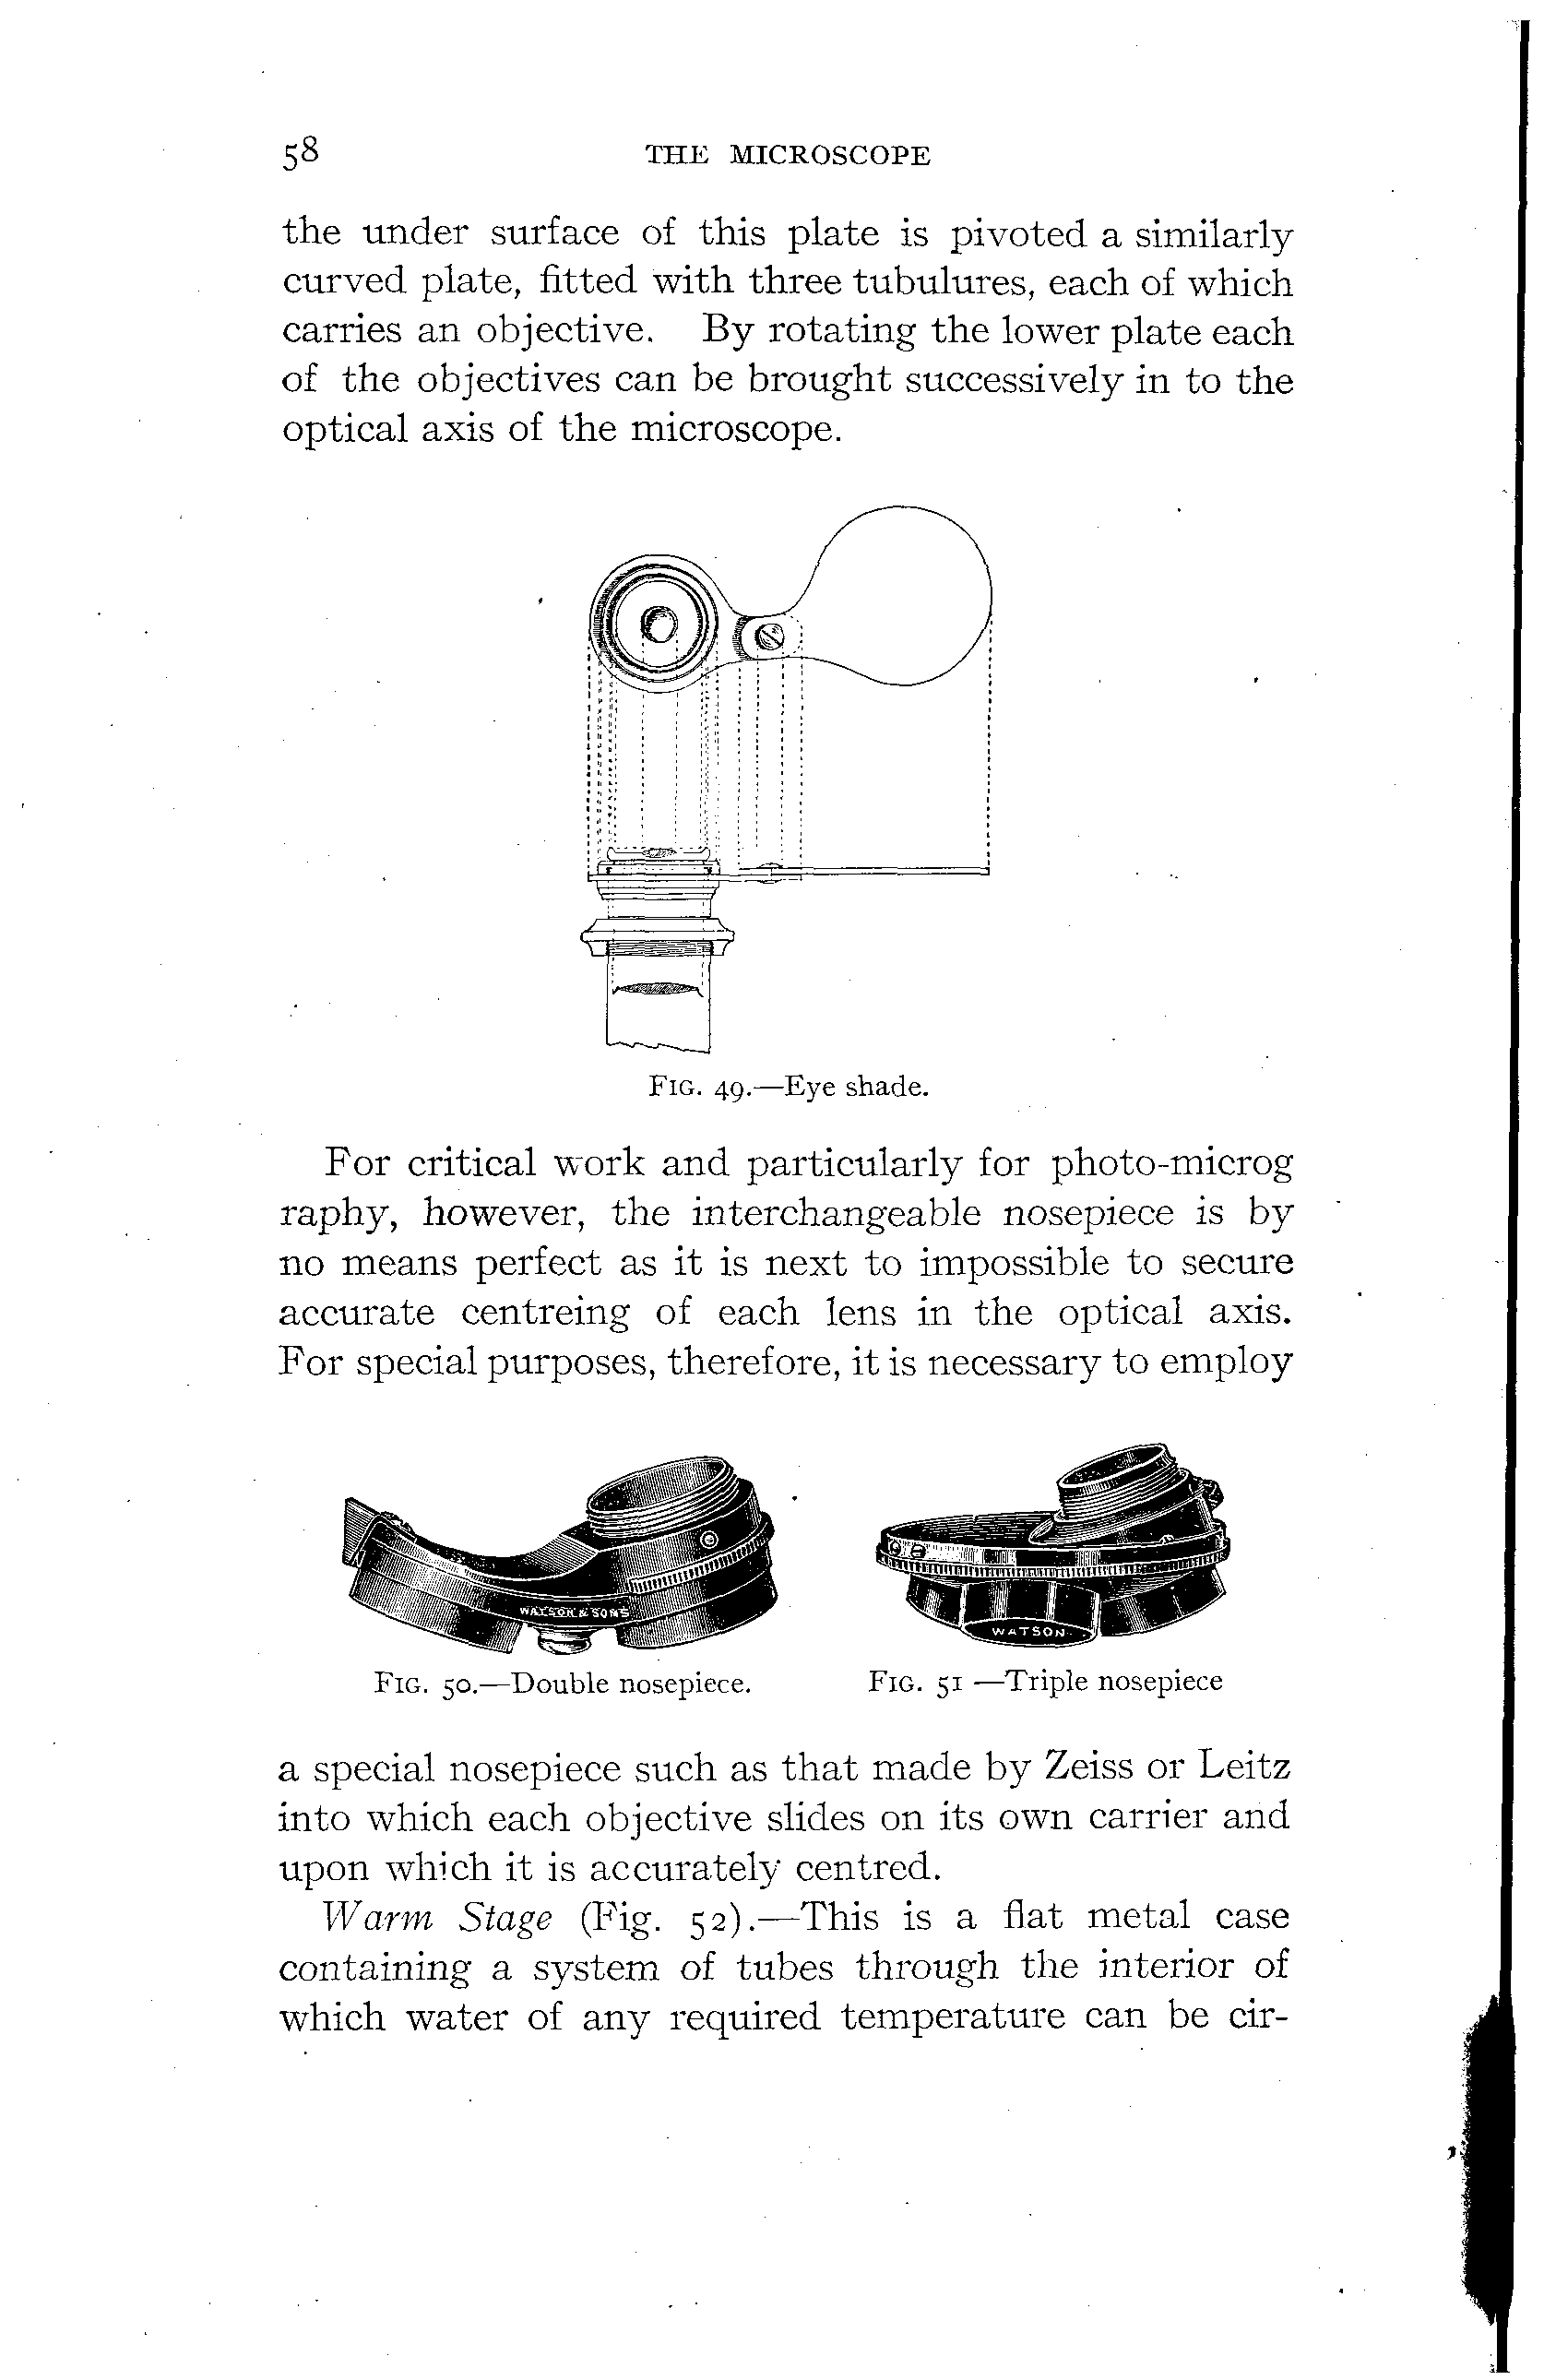 58 THE MICROSCOPE
the under surface of this plate is pivoted a similarly
curved plate, fitted with three tubulures, each of which
carries an objective. By rotating the lower plate each
of the objectives can be brought successively in to the
optical axis of the microscope.
FIG. 49.—Eye shade.
For critical work and particularly for photo-microg
raphy, however, the interchangeable nosepiece is by
no means perfect as it is next to impossible to secure
accurate centreing of each lens in the optical axis.
For special purposes, therefore, it is necessary to employ
WATSON & SONS
WATSON
FIG. 50.—Double nosepiece.
FIG. 51 —Triple nosepiece
a special nosepiece such as that made by Zeiss or Leitz
into which each objective slides on its own carrier and
upon which it is accurately centred.
Warm Stage (Fig. 52).—This is a flat metal case
containing a system of tubes through the interior of
which water of any required temperature can be cir-